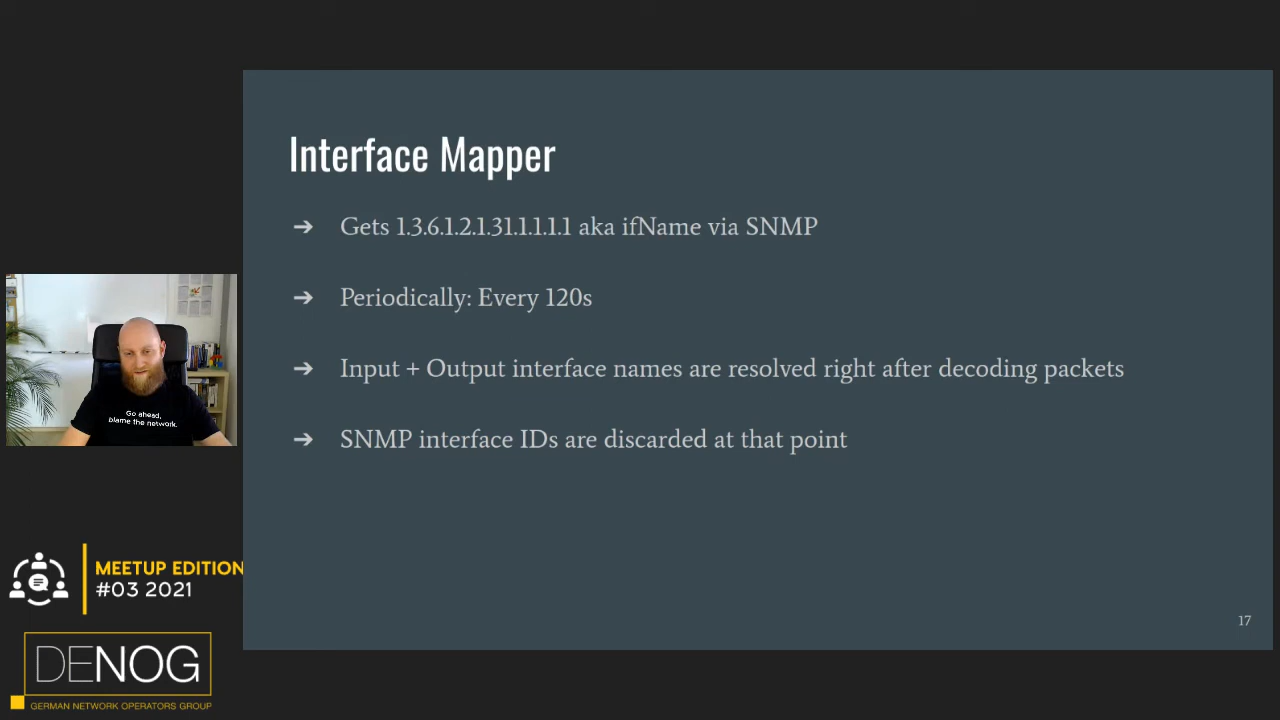 Interface Mapper
➔ Gets 1.3.6.1.2.1.31.1.1.1.1 aka ifName via SNMP
➔ Periodically: Every 120s
➔ Input + Output interface names are resolved right after decoding packets
➔ SNMP interface IDs are discarded at that point
17
Go ahead,
blame the network.
MEETUP EDITION
#03 2021
DENOG
GERMAN NETWORK OPERATORS GROUP